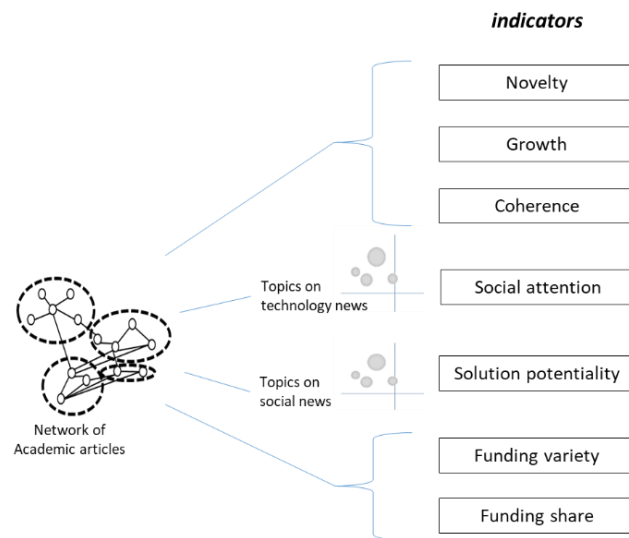 indicators
Novelty
Growth
Coherence
Topics on
technology news
Social attention
Topics on
social news
Solution potentiality
Network of
Academic articles
Funding variety
Funding share